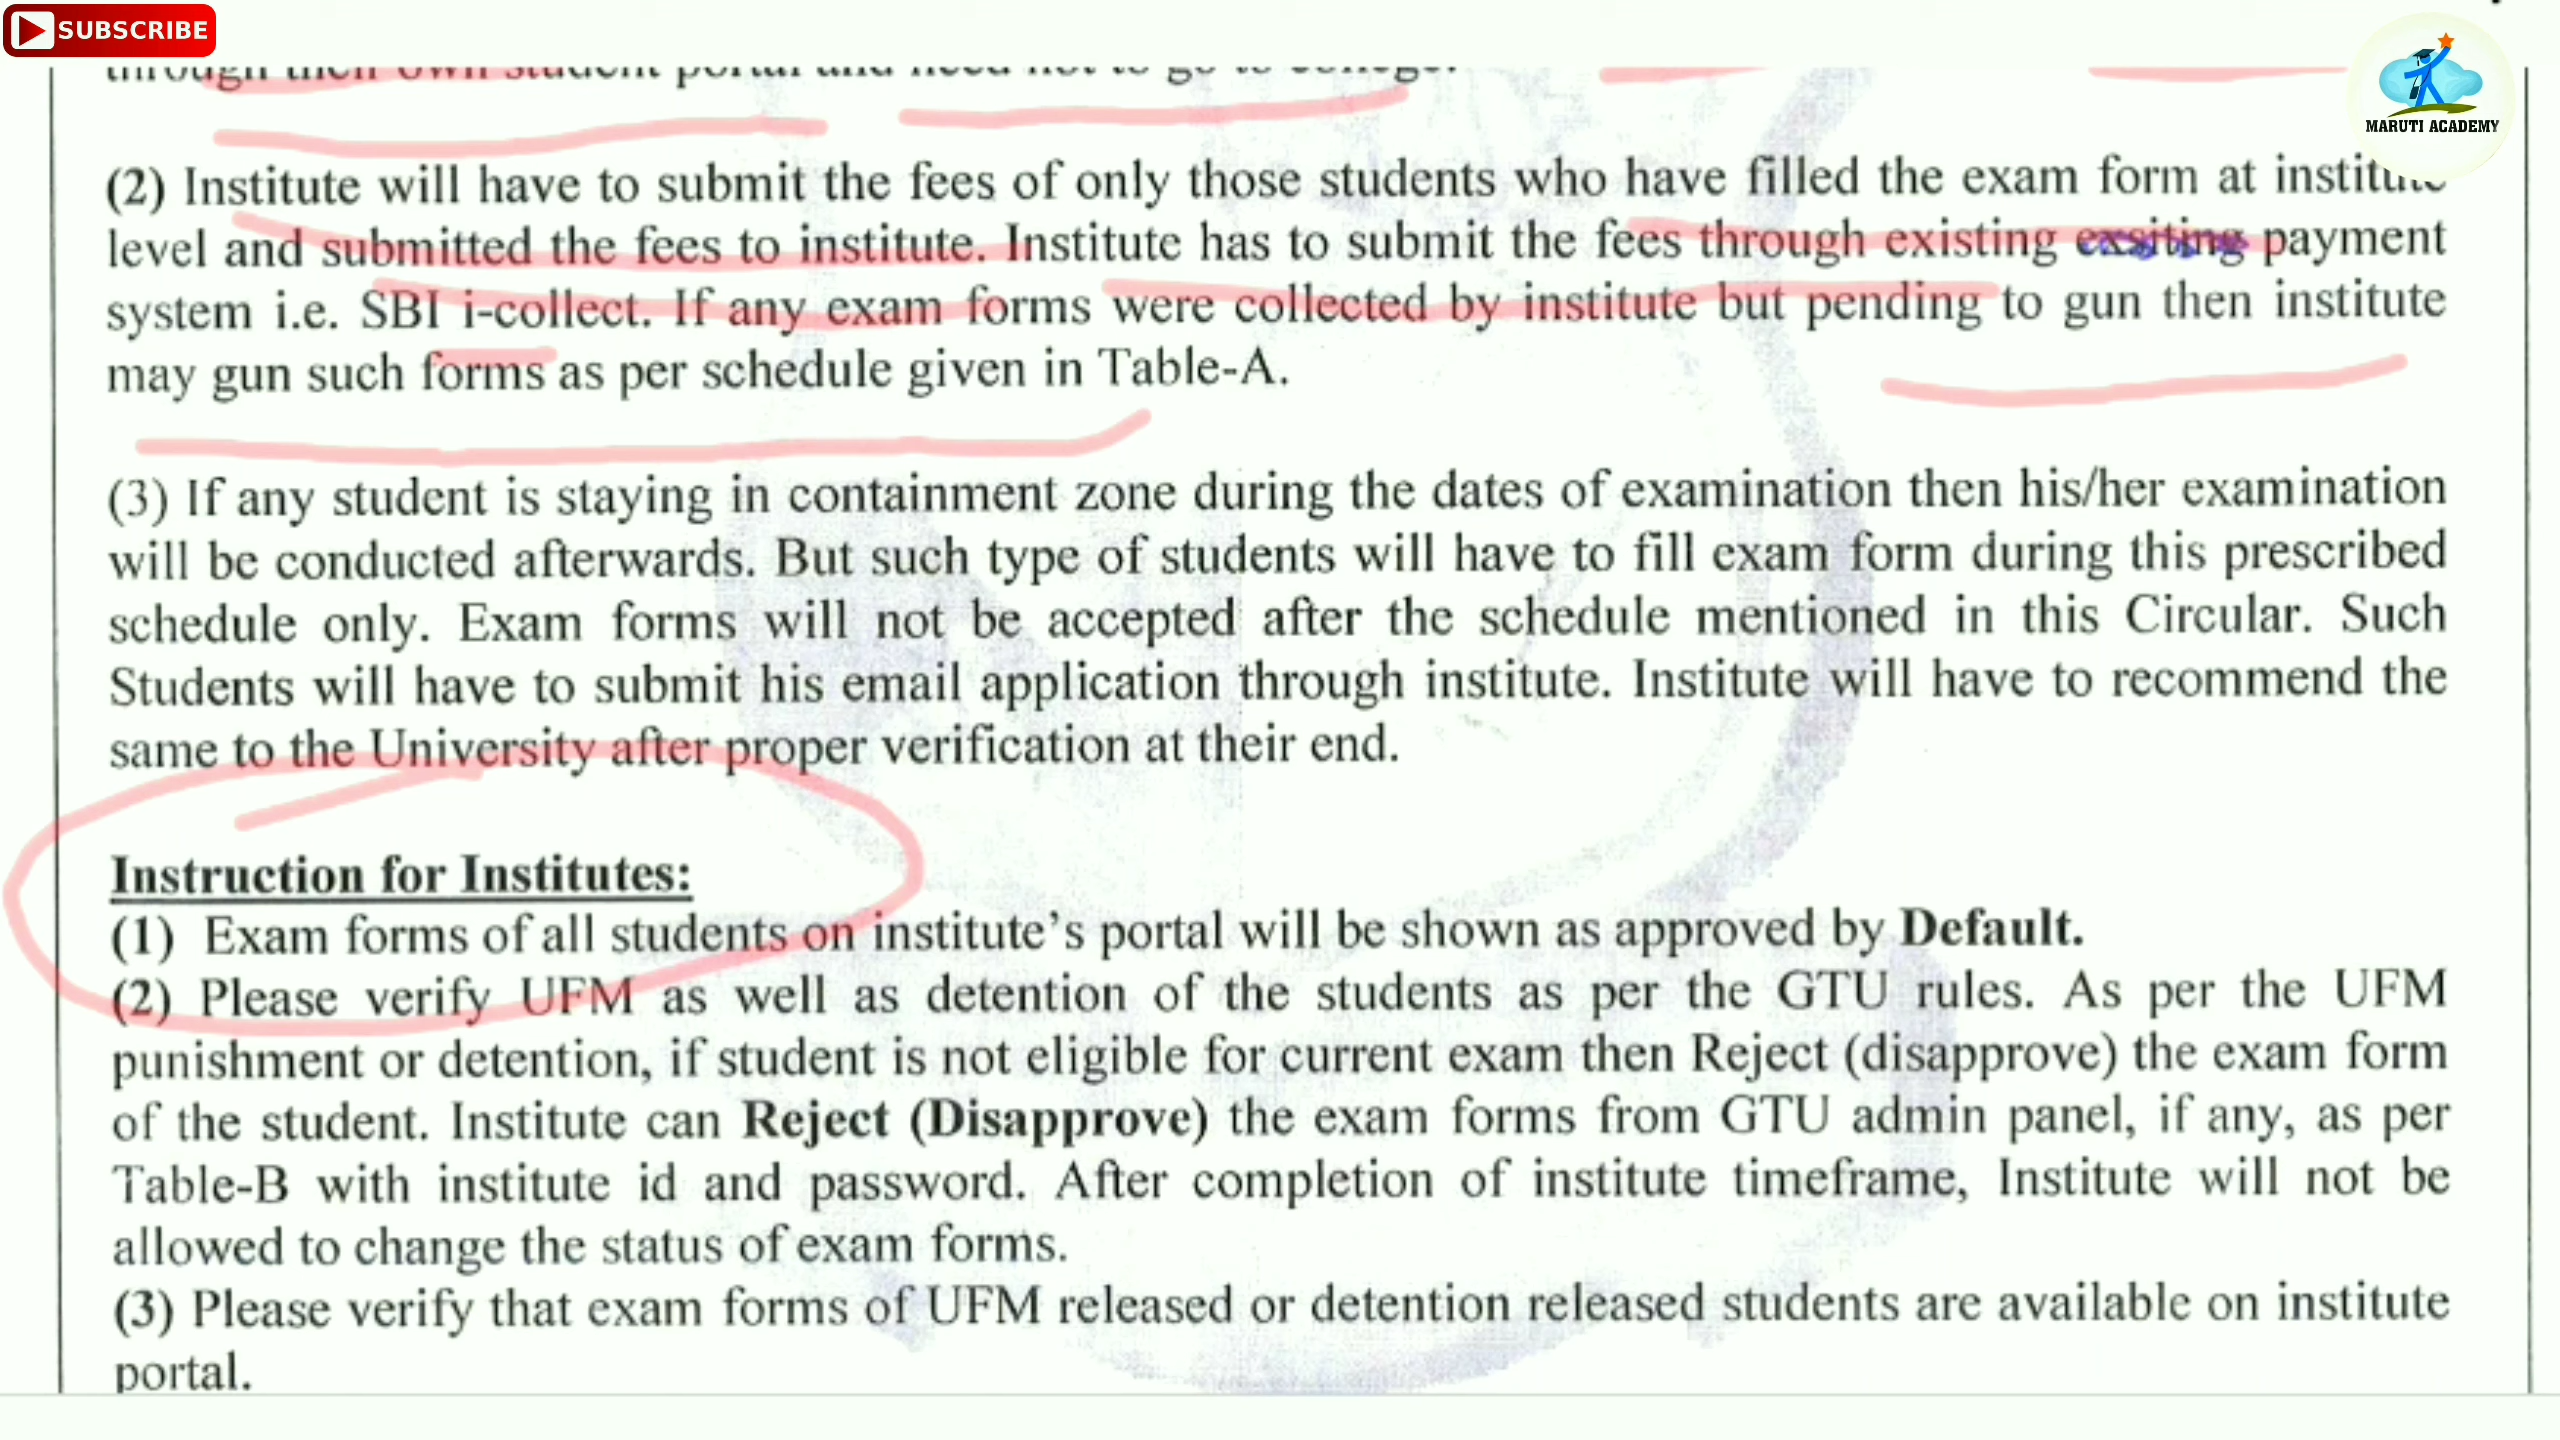 SUBSCRIBE
MARUTI ACADEMY
through their own student portal and need not to go to college.
(2) Institute will have to submit the fees of only those students who have filled the exam form at institute
level and submitted the fees to institute. Institute has to submit the fees through existing exsiting payment
system i.e. SBI i-collect. If any exam forms were collected by institute but pending to gun then institute
may gun such forms as per schedule given in Table-A.
(3) If any student is staying in containment zone during the dates of examination then his/her examination
will be conducted afterwards. But such type of students will have to fill exam form during this prescribed
schedule only. Exam forms will not be accepted after the schedule mentioned in this Circular. Such
Students will have to submit his email application through institute. Institute will have to recommend the
same to the University after proper verification at their end.
Instruction for Institutes:
(1) Exam forms of all students on institute's portal will be shown as approved by Default.
(2) Please verify UFM as well as detention of the students as per the GTU rules. As per the UFM
punishment or detention, if student is not eligible for current exam then Reject (disapprove) the exam form
of the student. Institute can Reject (Disapprove) the exam forms from GTU admin panel, if any, as per
Table-B with institute id and password. After completion of institute timeframe, Institute will not be
allowed to change the status of exam forms.
(3) Please verify that exam forms of UFM released or detention released students are available on institute
portal.